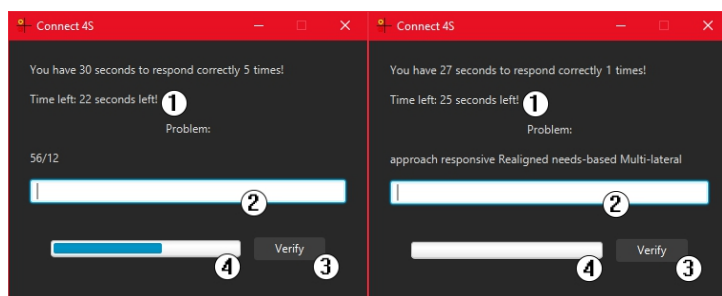 Connect 4S
You have 30 seconds to respond correctly 5 times!
Time left: 22 seconds left!
1
Problem:
56/12
2
Verify
4
3
Connect 4S
You have 27 seconds to respond correctly 1 times!
Time left: 25 seconds left!
1
Problem:
approach responsive Realigned needs-based Multi-lateral
2
Verify
4
3